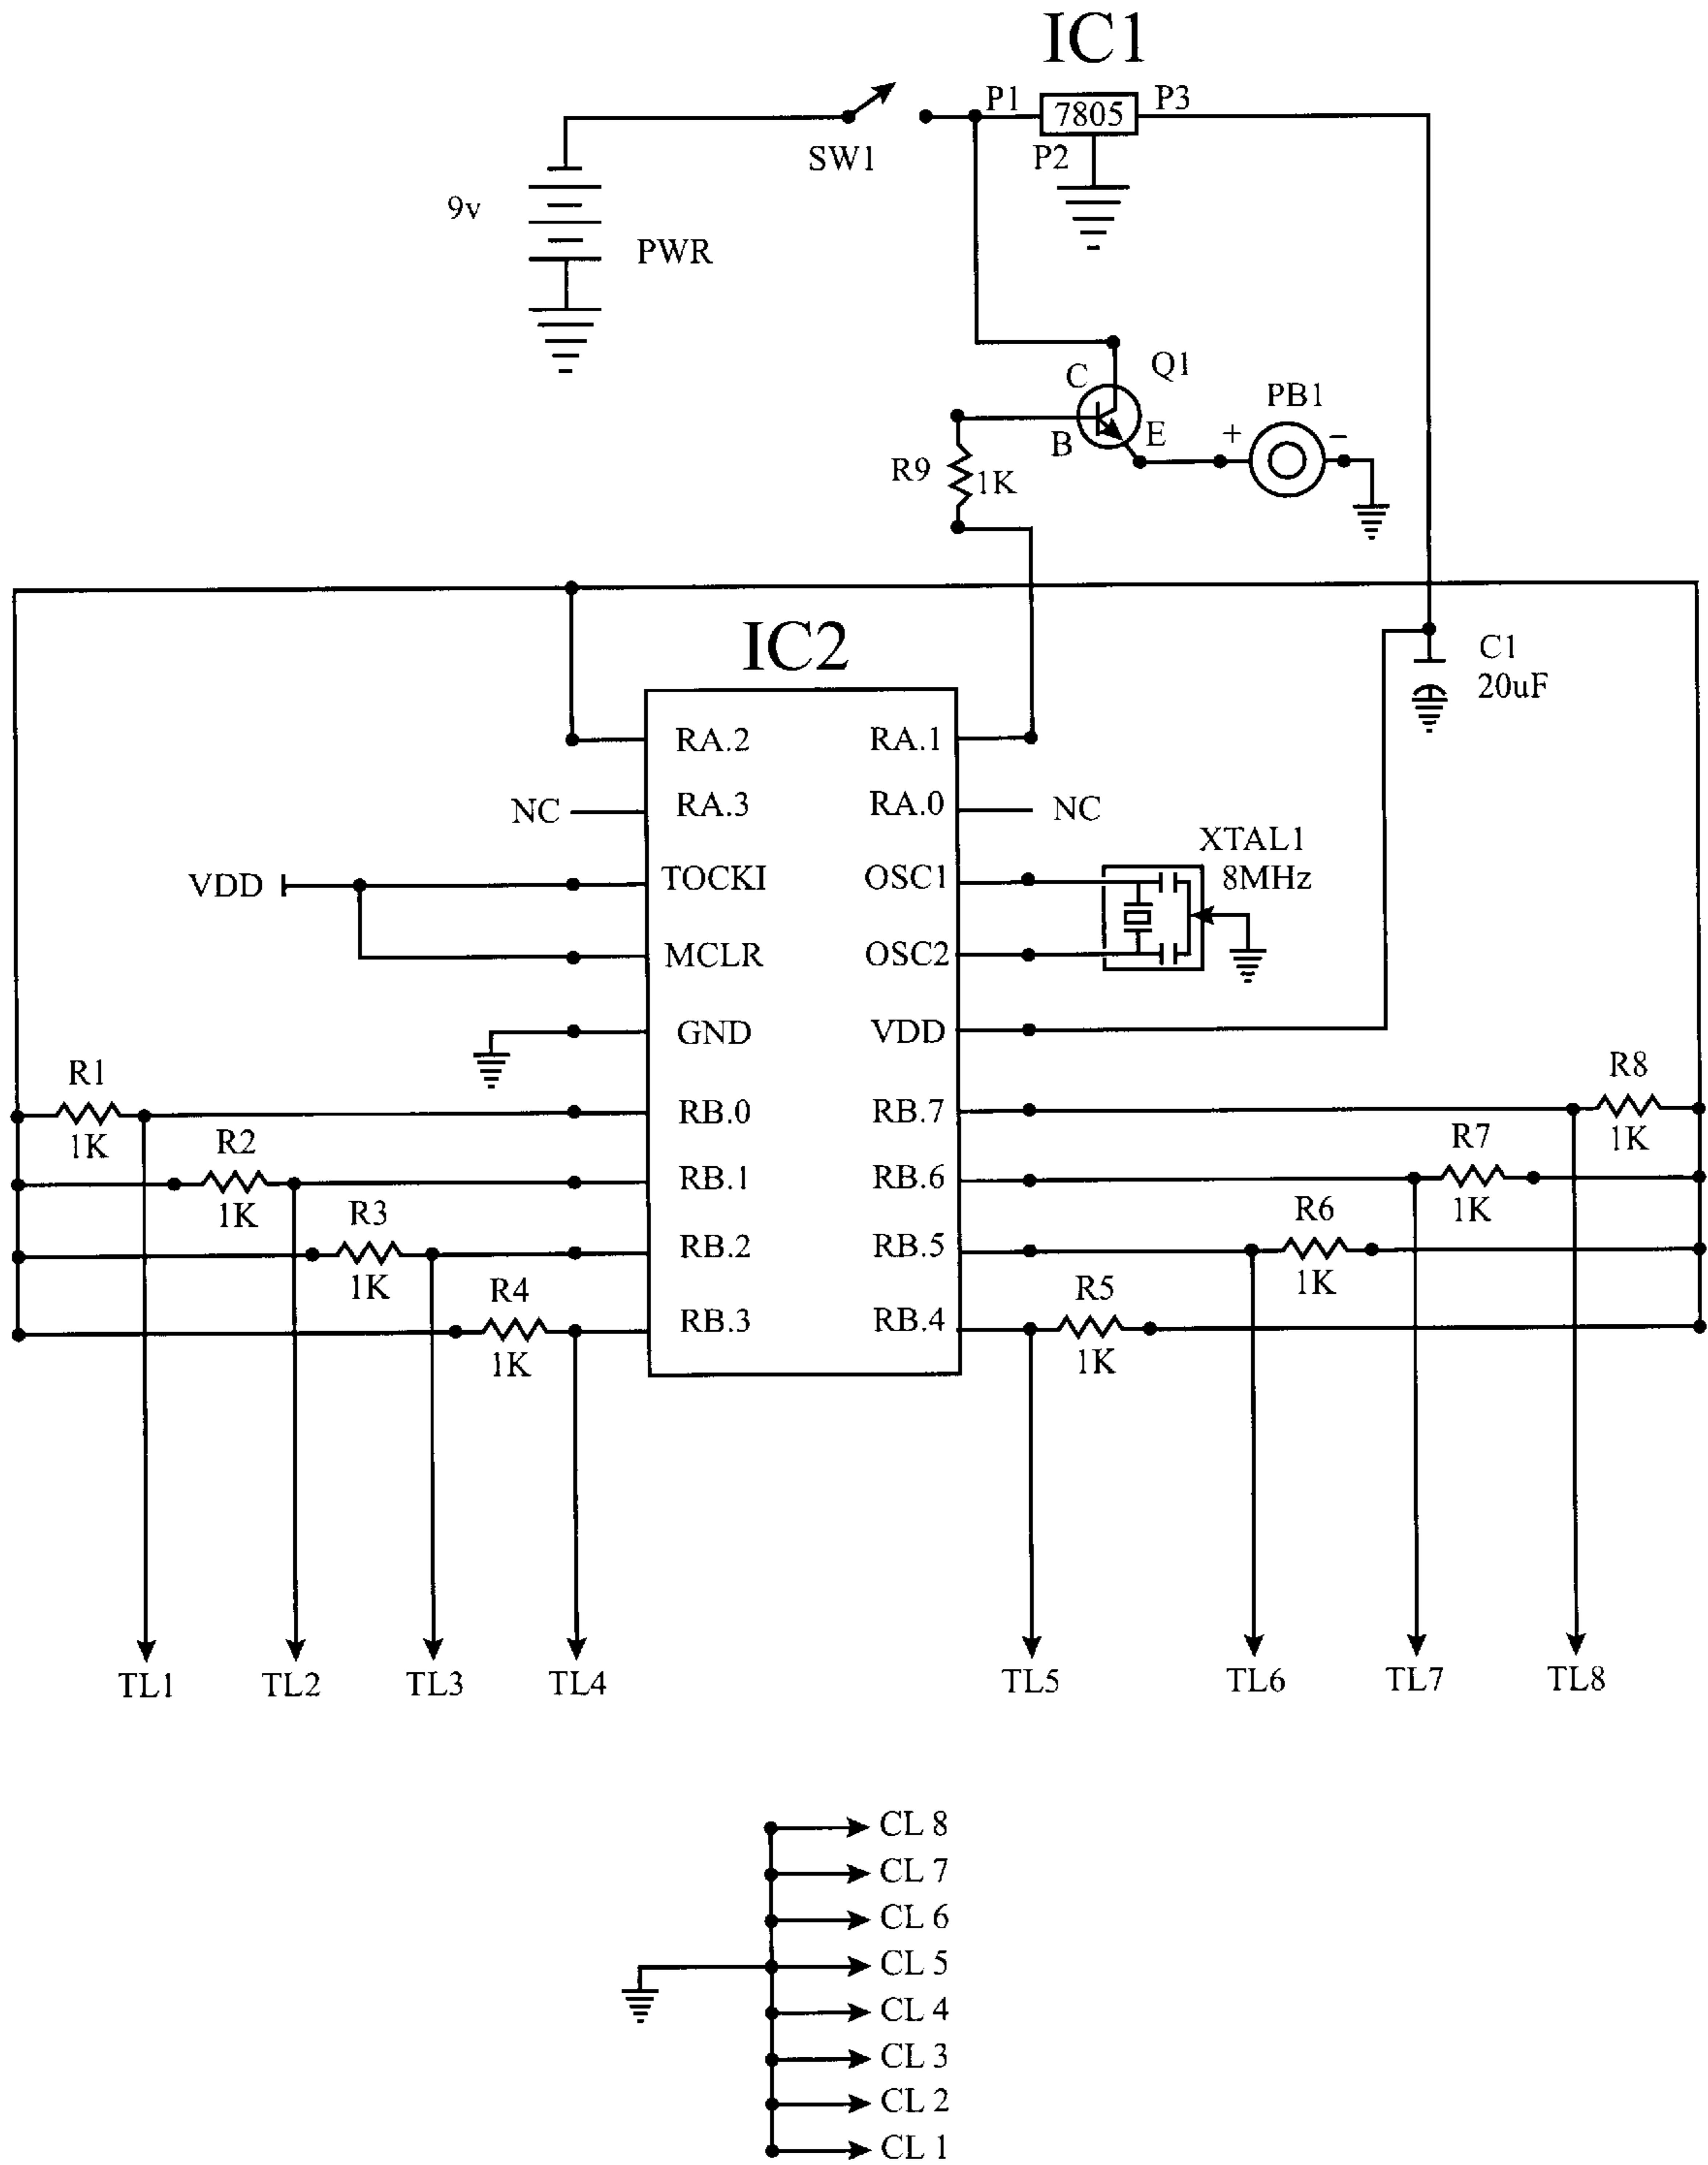 IC1
P1 7805 P3
SW1 P2
9v
PWR
Q1
C
PB1
B E + –
R9 1K
IC2
C1
20uF
RA.2 RA.1
NC RA.3 RA.0 NC
XTAL1
8MHz
VDD TOCKI OSC1
MCLR OSC2
GND VDD
R1 R8
RB.0 RB.7
1K R2 R7 1K
RB.1 RB.6
1K R3 R6 1K
RB.2 RB.5
1K R4 R5 1K
RB.3 RB.4
1K 1K
TL1 TL2 TL3 TL4 TL5 TL6 TL7 TL8
CL 8
CL 7
CL 6
CL 5
CL 4
CL 3
CL 2
CL 1